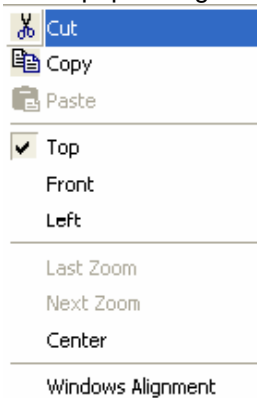 Cut
Copy
Paste
Top
Front
Left
Last Zoom
Next Zoom
Center
Windows Alignment